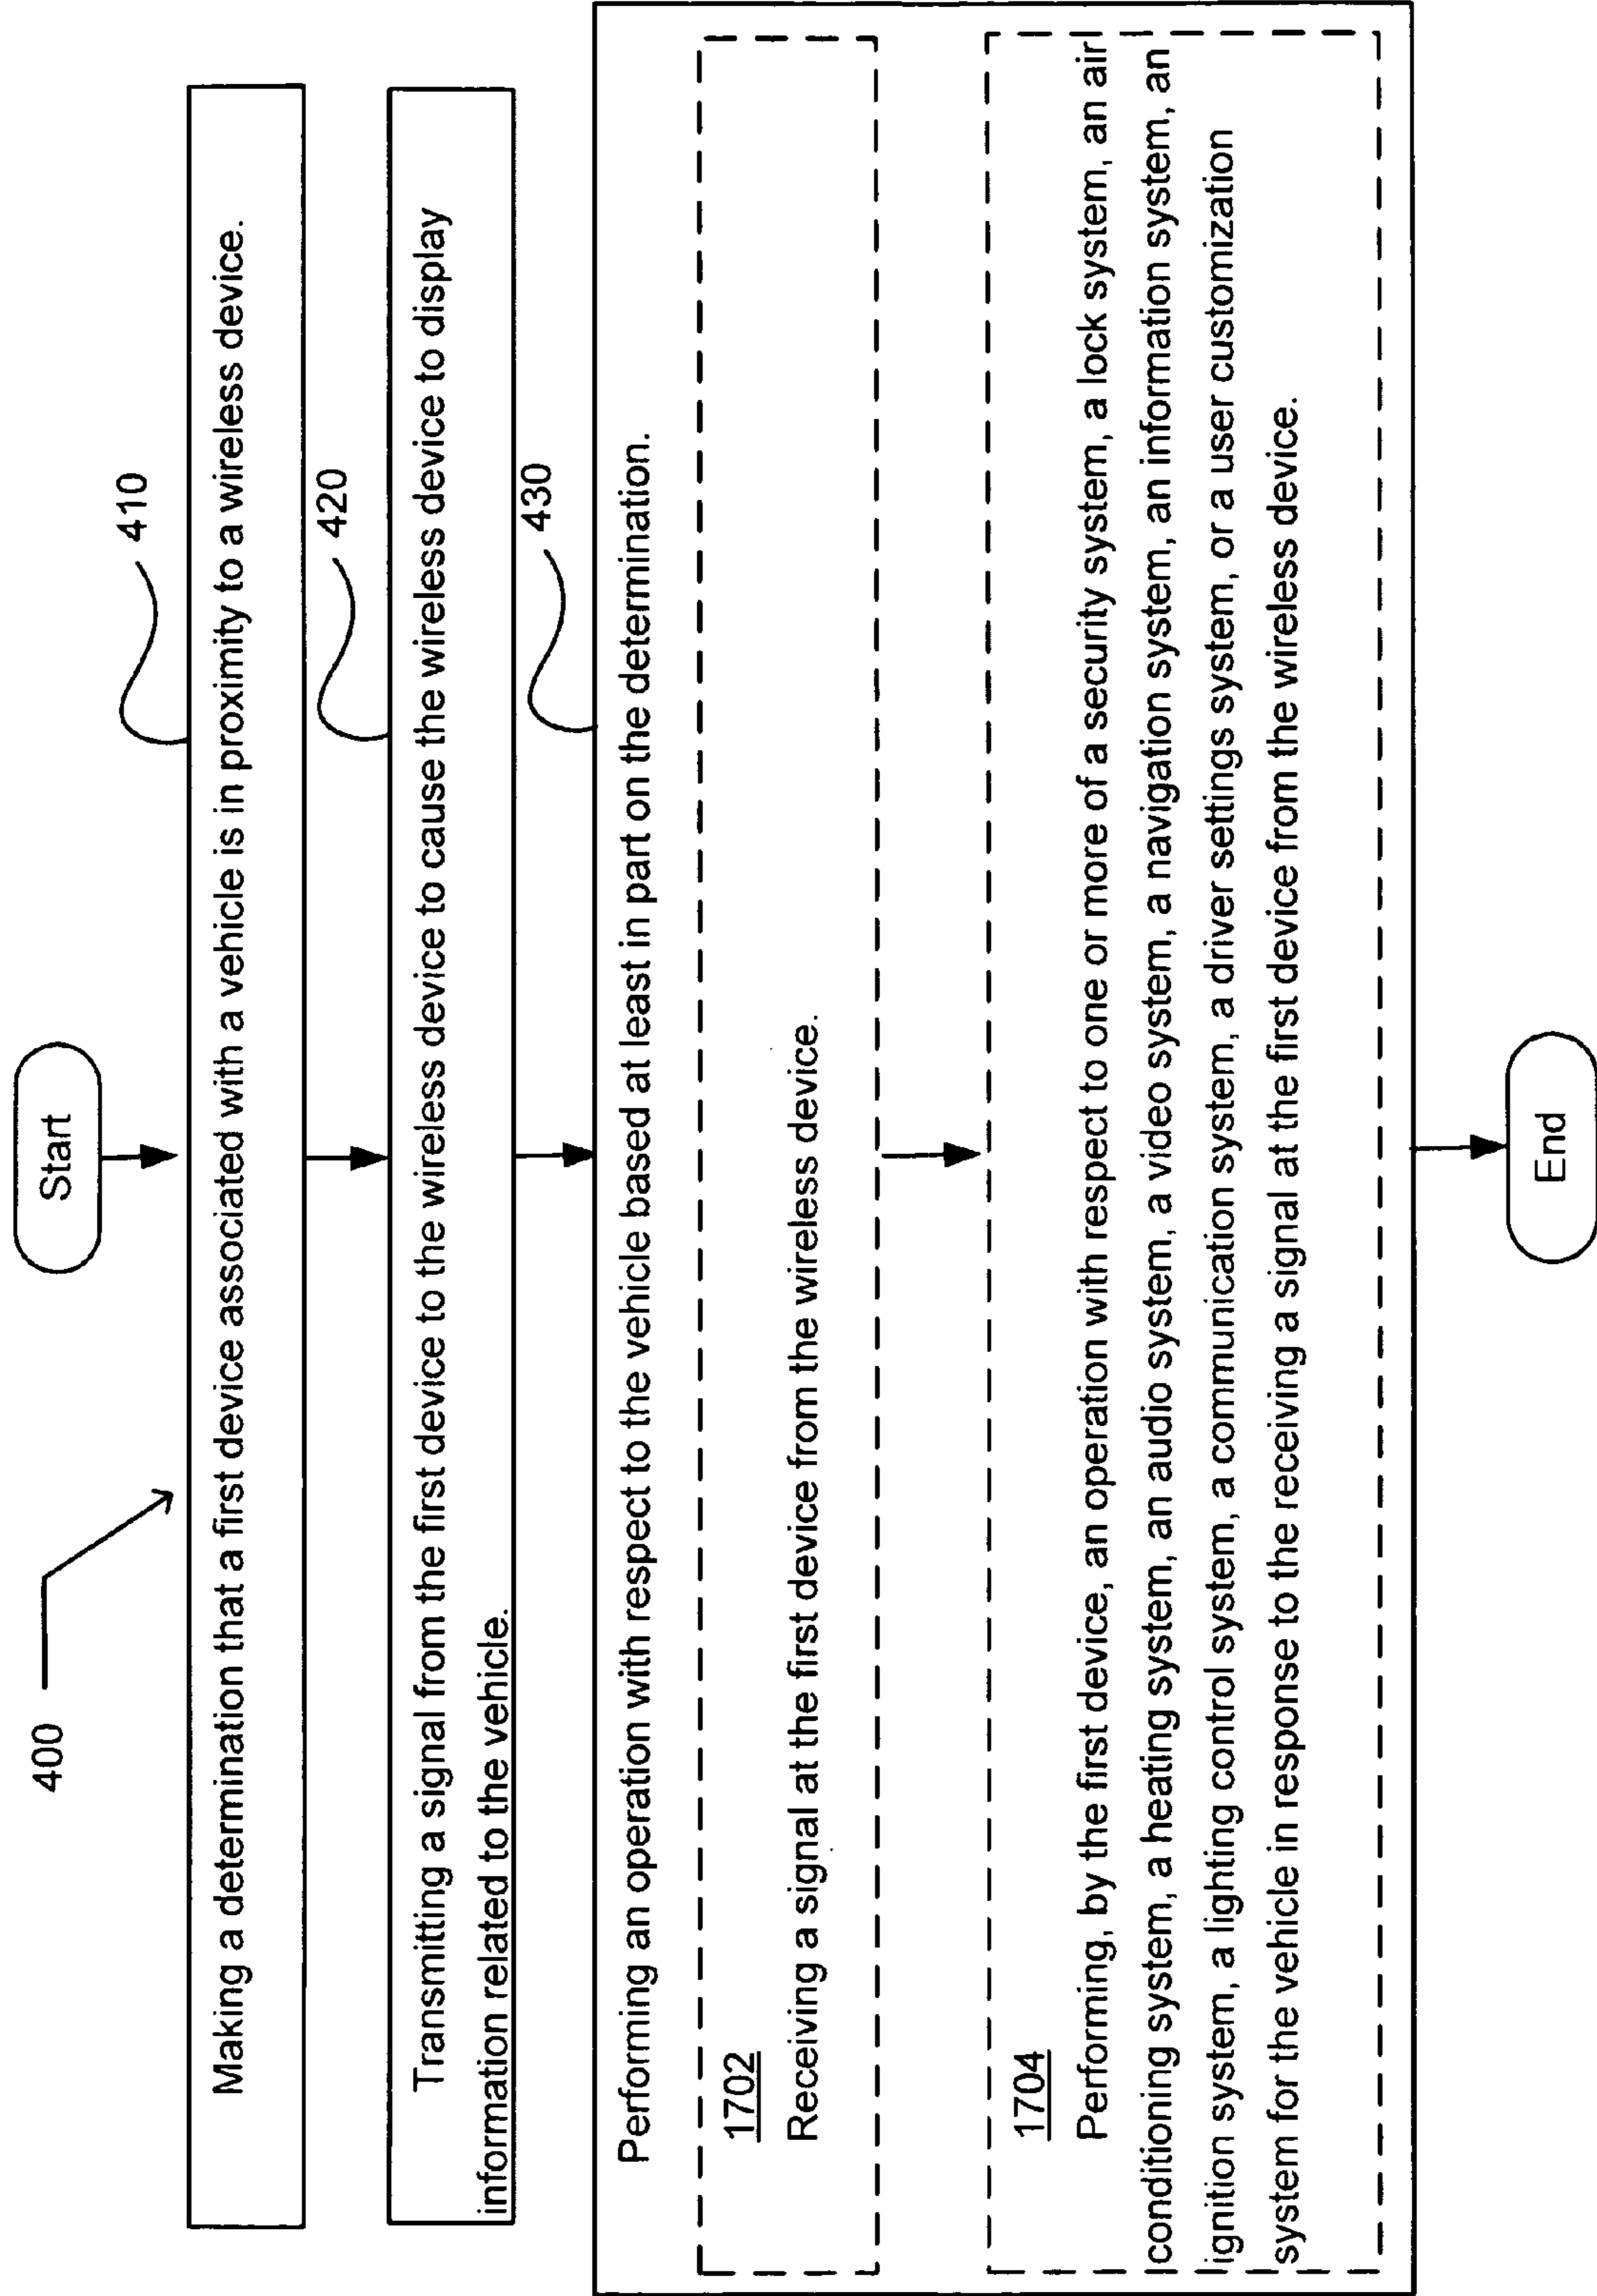 Start
400
410
Making a determination that a first device associated with a vehicle is in proximity to a wireless device.
420
Transmitting a signal from the first device to the wireless device to cause the wireless device to display
information related to the vehicle.
430
Performing an operation with respect to the vehicle based at least in part on the determination.
1702
Receiving a signal at the first device from the wireless device.
1704
Performing, by the first device, an operation with respect to one or more of a security system, a lock system, an air
conditioning system, a heating system, an audio system, a video system, a navigation system, an information system, an
ignition system, a lighting control system, a communication system, a driver settings system, or a user customization
system for the vehicle in response to the receiving a signal at the first device from the wireless device.
End